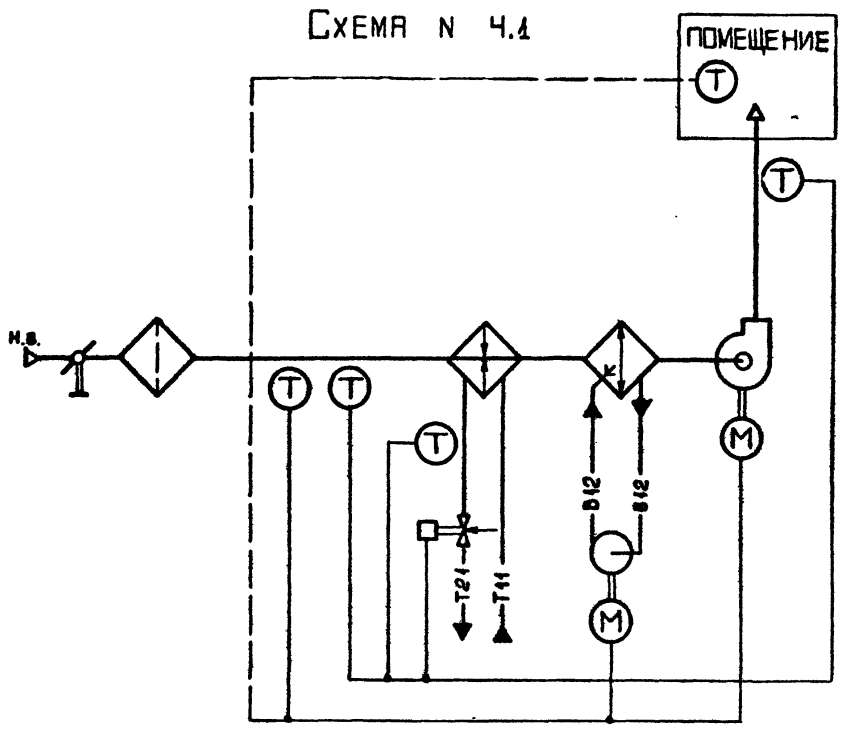 Схема N 4.1
ПОМЕЩЕНИЕ
Т
Т
Н.В.
Т
Т
Т
М
В12
В12
Т21
Т11
М